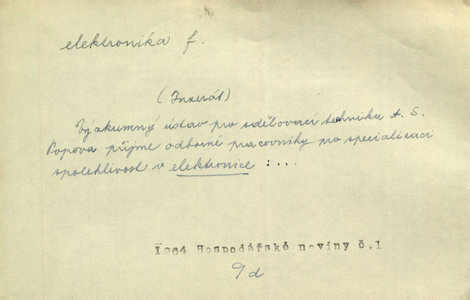 elektronika f.
(Inzerát)
Výzkumný ústav pro sdělovací techniku A. S.
Popova přijme odborné pracovníky pro specialisaci
spolehlivost v elektronice : ...
1964 Hospodářské noviny č.1
9d